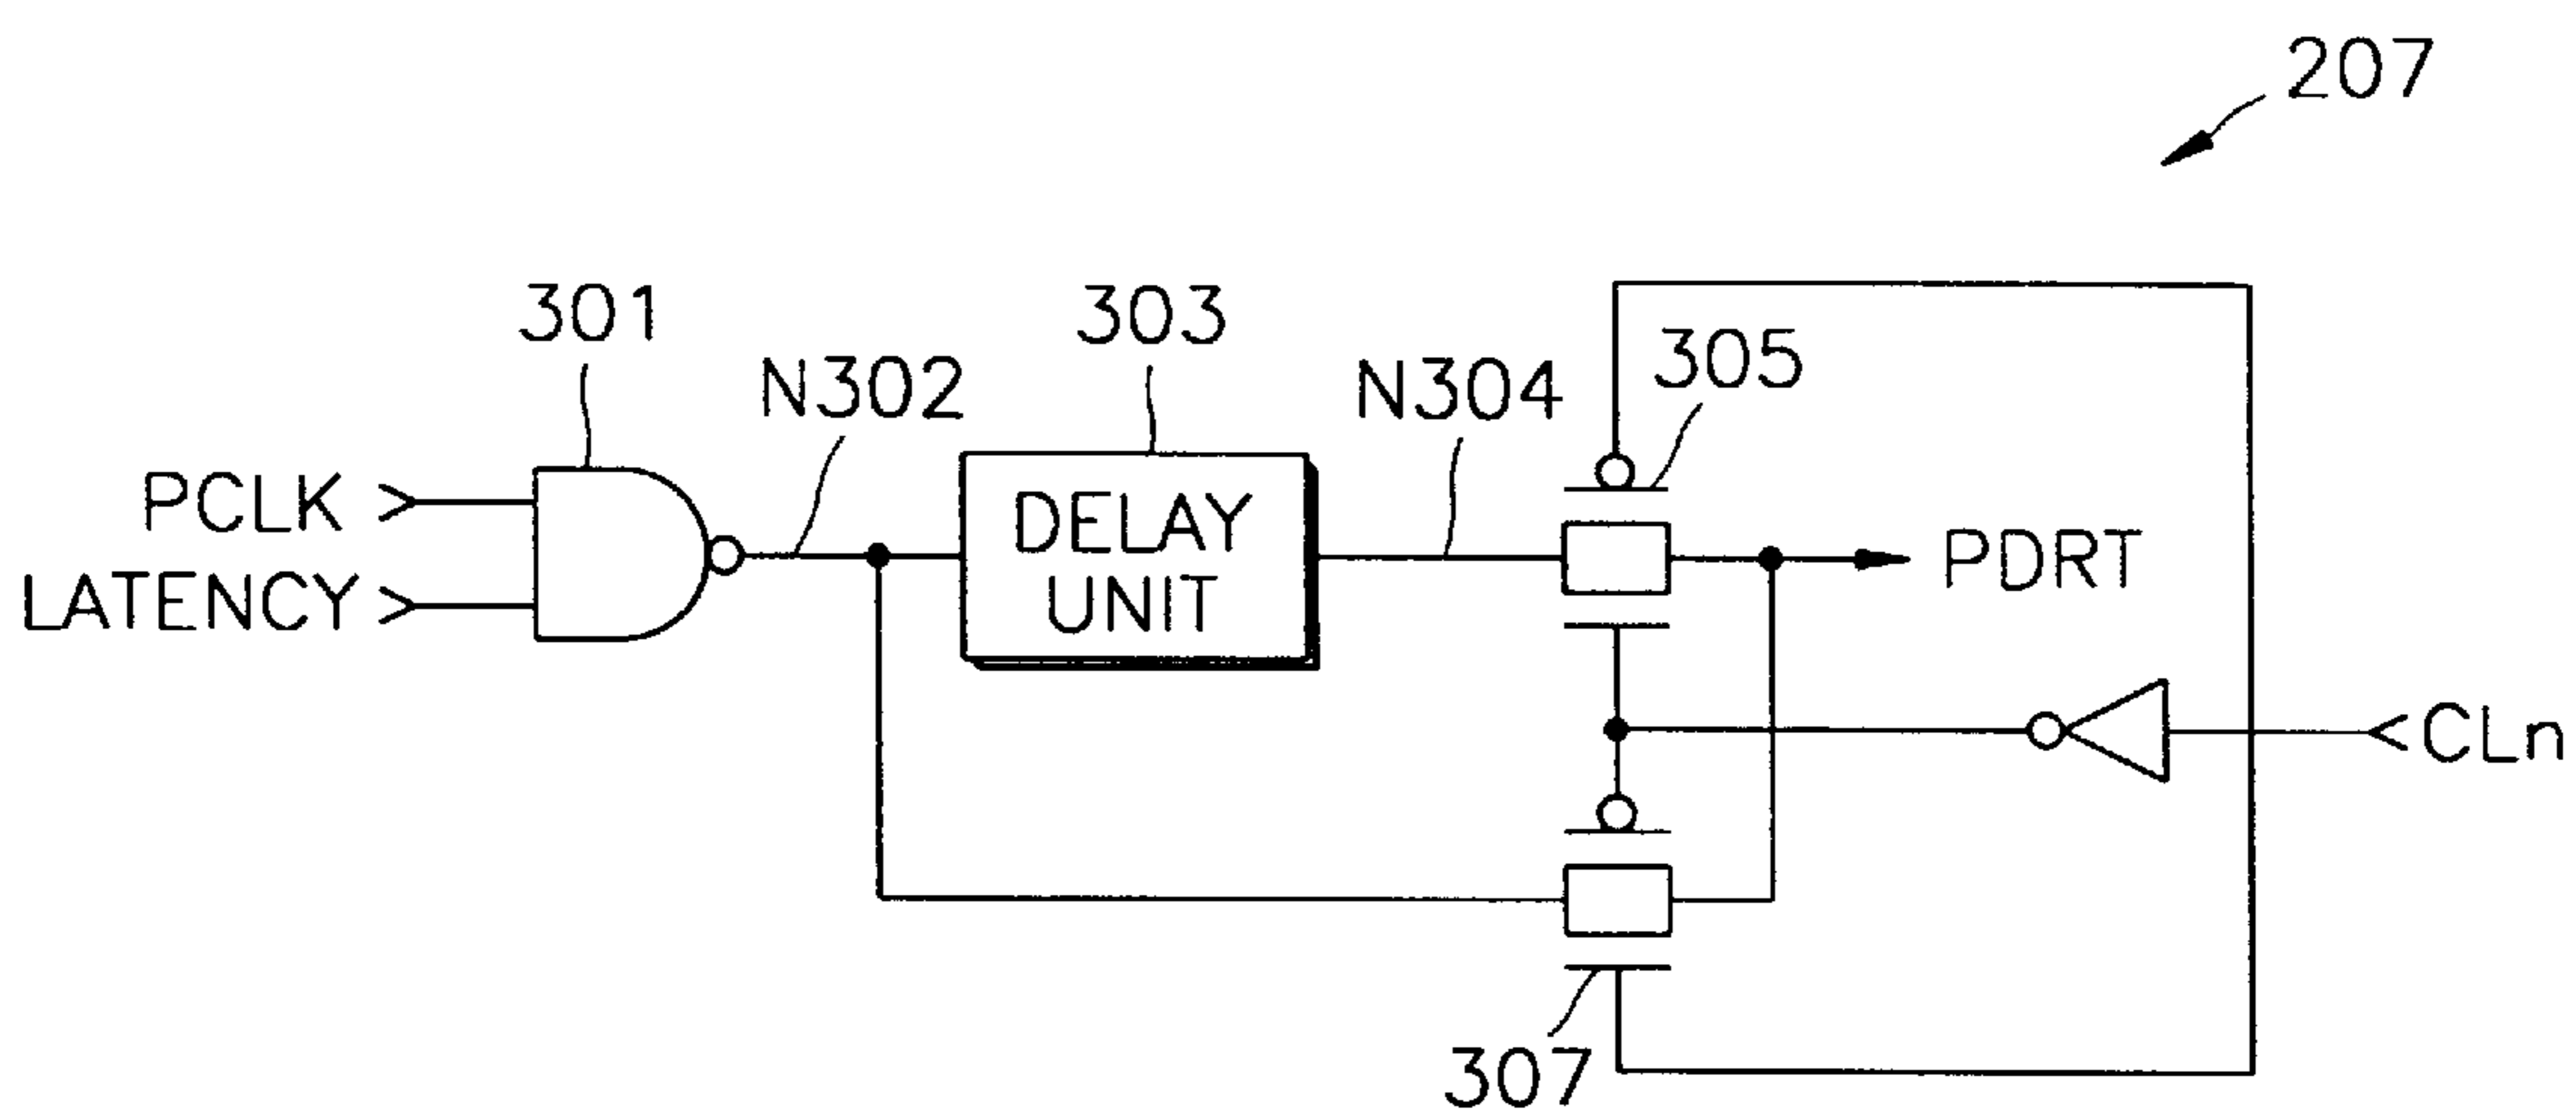 207
301
303
N302
N304
305
PCLK
LATENCY
DELAY
UNIT
PDRT
CLn
307